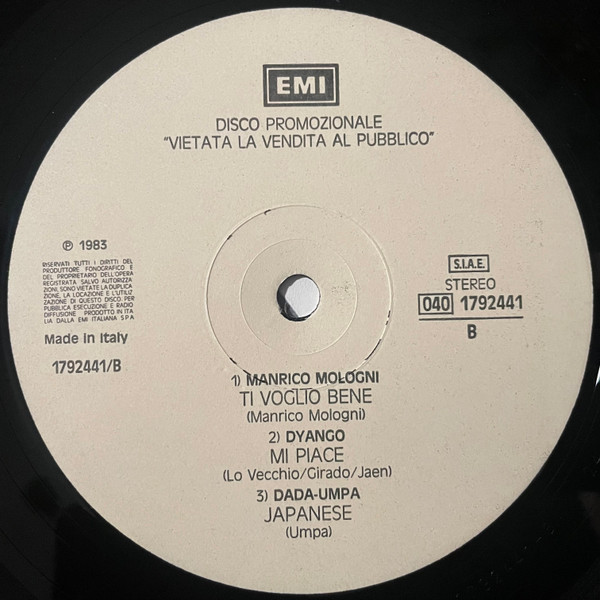 EMI
DISCO PROMOZIONALE
"VIETATA LA VENDITA AL PUBBLICO"
℗ 1983
RISERVATI TUTTI I DIRITTI DEL
PRODUTTORE FONOGRAFICO E
DEL PROPRIETARIO DELL'OPERA
REGISTRATA SALVO AUTORIZZA
ZIONI, SONO VIETATE LA DUPLICA
ZIONE, LA LOCAZIONE E L'UTILIZ
ZAZIONE DI QUESTO DISCO, PER
PUBBLICA ESECUZIONE E RADIO
DIFFUSIONE PRODOTTO IN ITA
LIA DALLA EMI ITALIANA S P A
Made in Italy
1792441/B
S.I.A.E.
STEREO
040 1792441
B
1) MANRICO MOLOGNI
TI VOGLIO BENE
(Manrico Mologni)
2) DYANGO
MI PIACE
(Lo Vecchio/Girado/Jaen)
3) DADA-UMPA
JAPANESE
(Umpa)